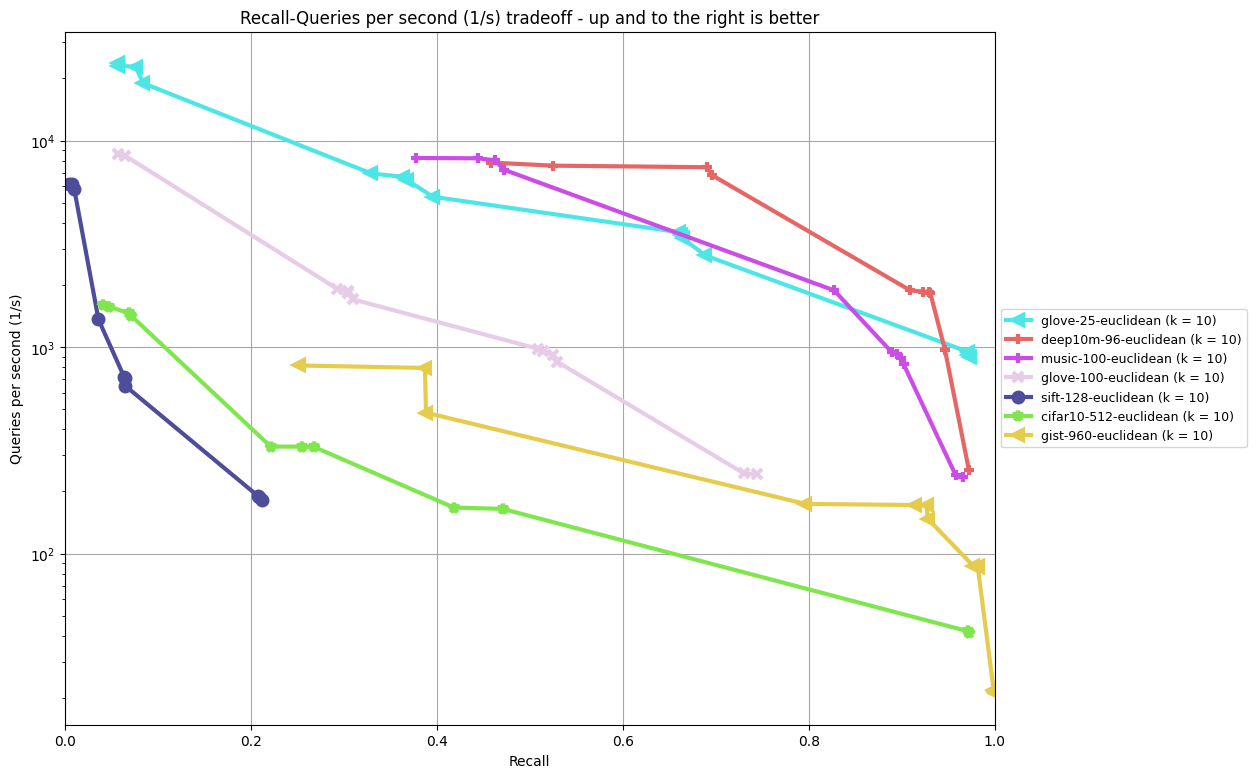 Recall-Queries per second (1/s) tradeoff - up and to the right is better
Queries per second (1/s)
10^4
10^3
10^2
0.0 0.2 0.4 0.6 0.8 1.0
Recall
glove-25-euclidean (k = 10)
deep10m-96-euclidean (k = 10)
music-100-euclidean (k = 10)
glove-100-euclidean (k = 10)
sift-128-euclidean (k = 10)
cifar10-512-euclidean (k = 10)
gist-960-euclidean (k = 10)